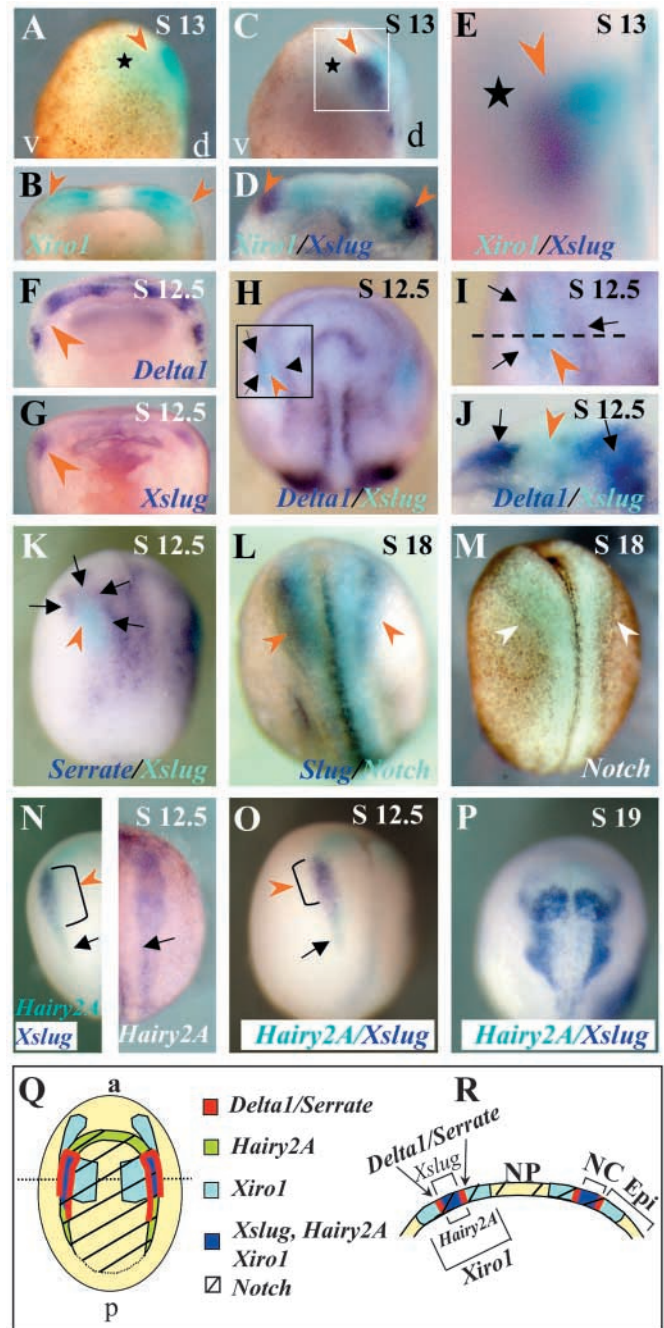 A S 13
v d
C S 13
v d
E S 13
Xiro1/Xslug
B
Xiro1
D
Xiro1/Xslug
F S 12.5
Delta1
G S 12.5
Xslug
H S 12.5
Delta1/Xslug
I S 12.5
J S 12.5
Delta1/Xslug
K S 12.5
Serrate/Xslug
L S 18
Slug/Notch
M S 18
Notch
N S 12.5
Hairy2A
Xslug
Hairy2A
O S 12.5
Hairy2A/Xslug
P S 19
Hairy2A/Xslug
Q
a
p
Delta1/Serrate
Hairy2A
Xiro1
Xslug, Hairy2A
Xiro1
Notch
R
Delta1/Serrate
Xslug
NP
NC
Epi
Hairy2A
Xiro1